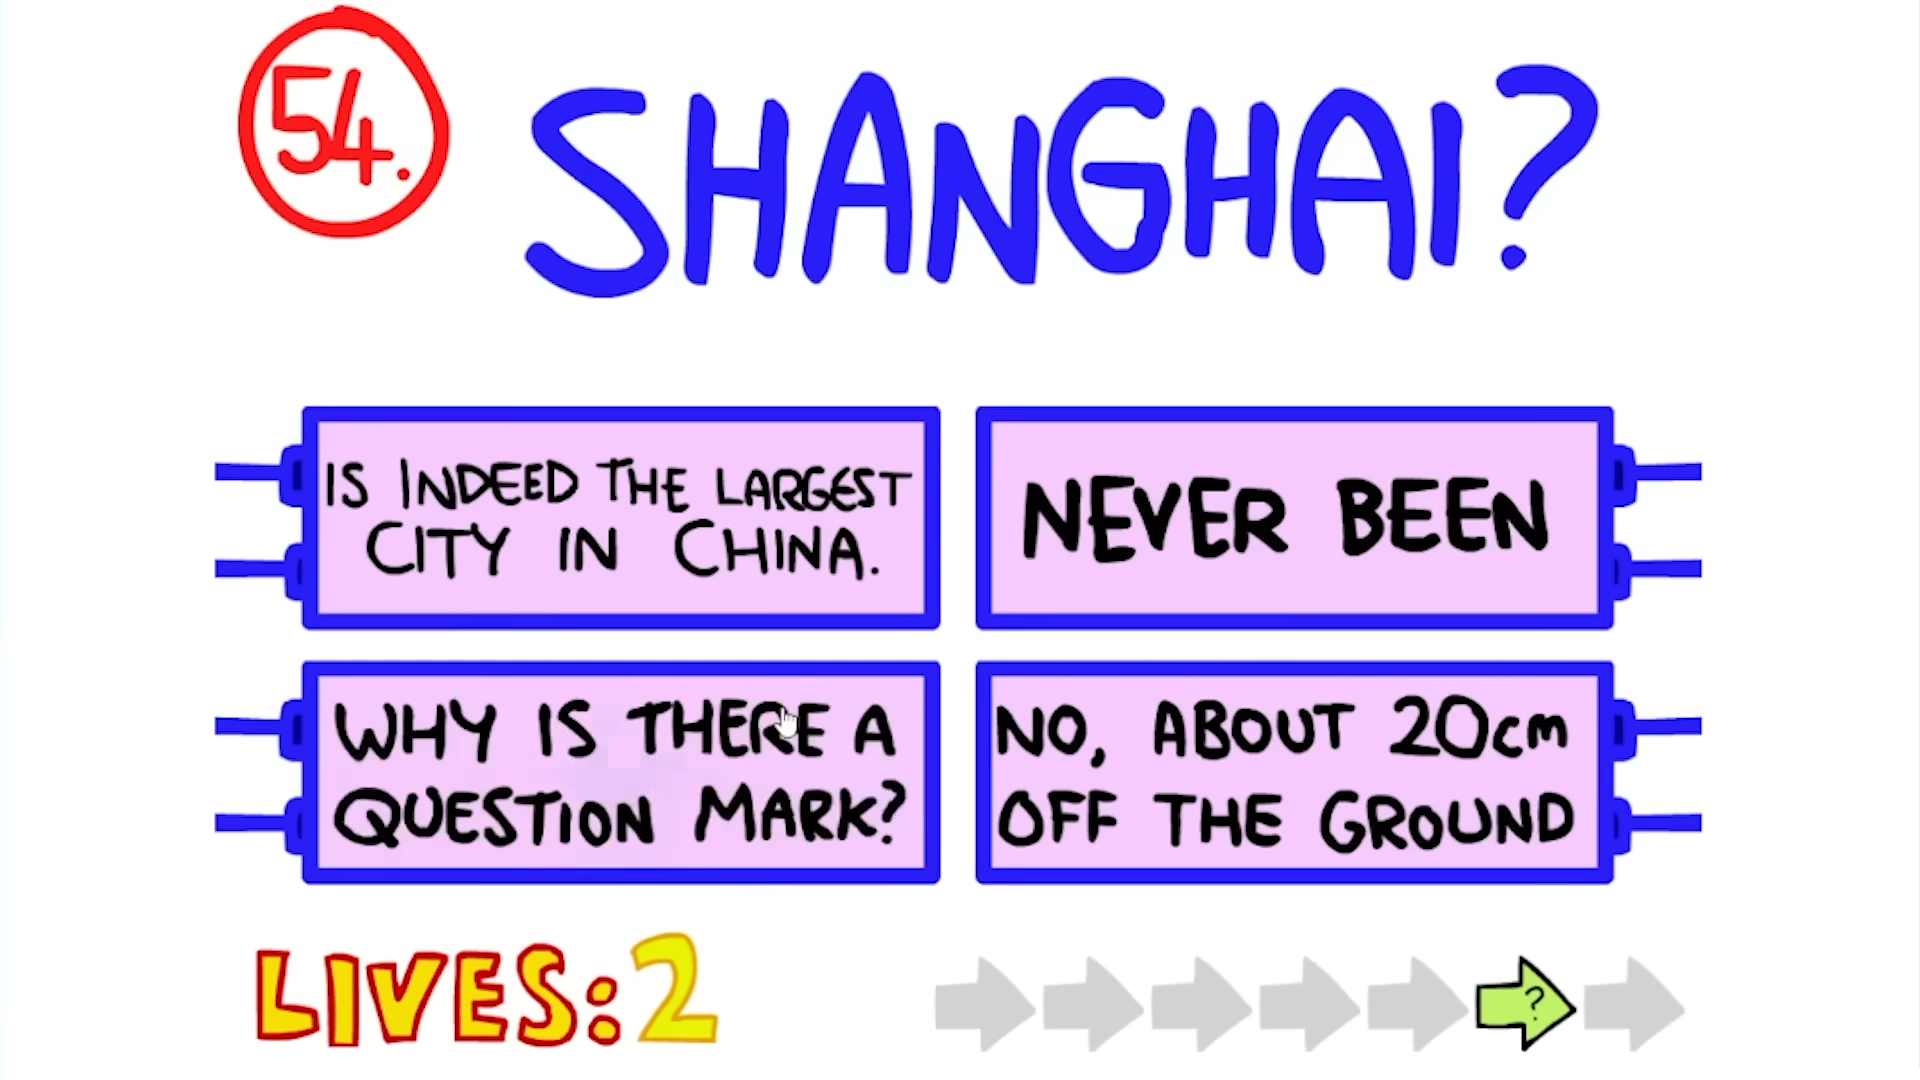 54.
SHANGHAI?
IS INDEED THE LARGEST
CITY IN CHINA.
NEVER BEEN
WHY IS THERE A
QUESTION MARK?
NO, ABOUT 20cm
OFF THE GROUND
LIVES: 2
?